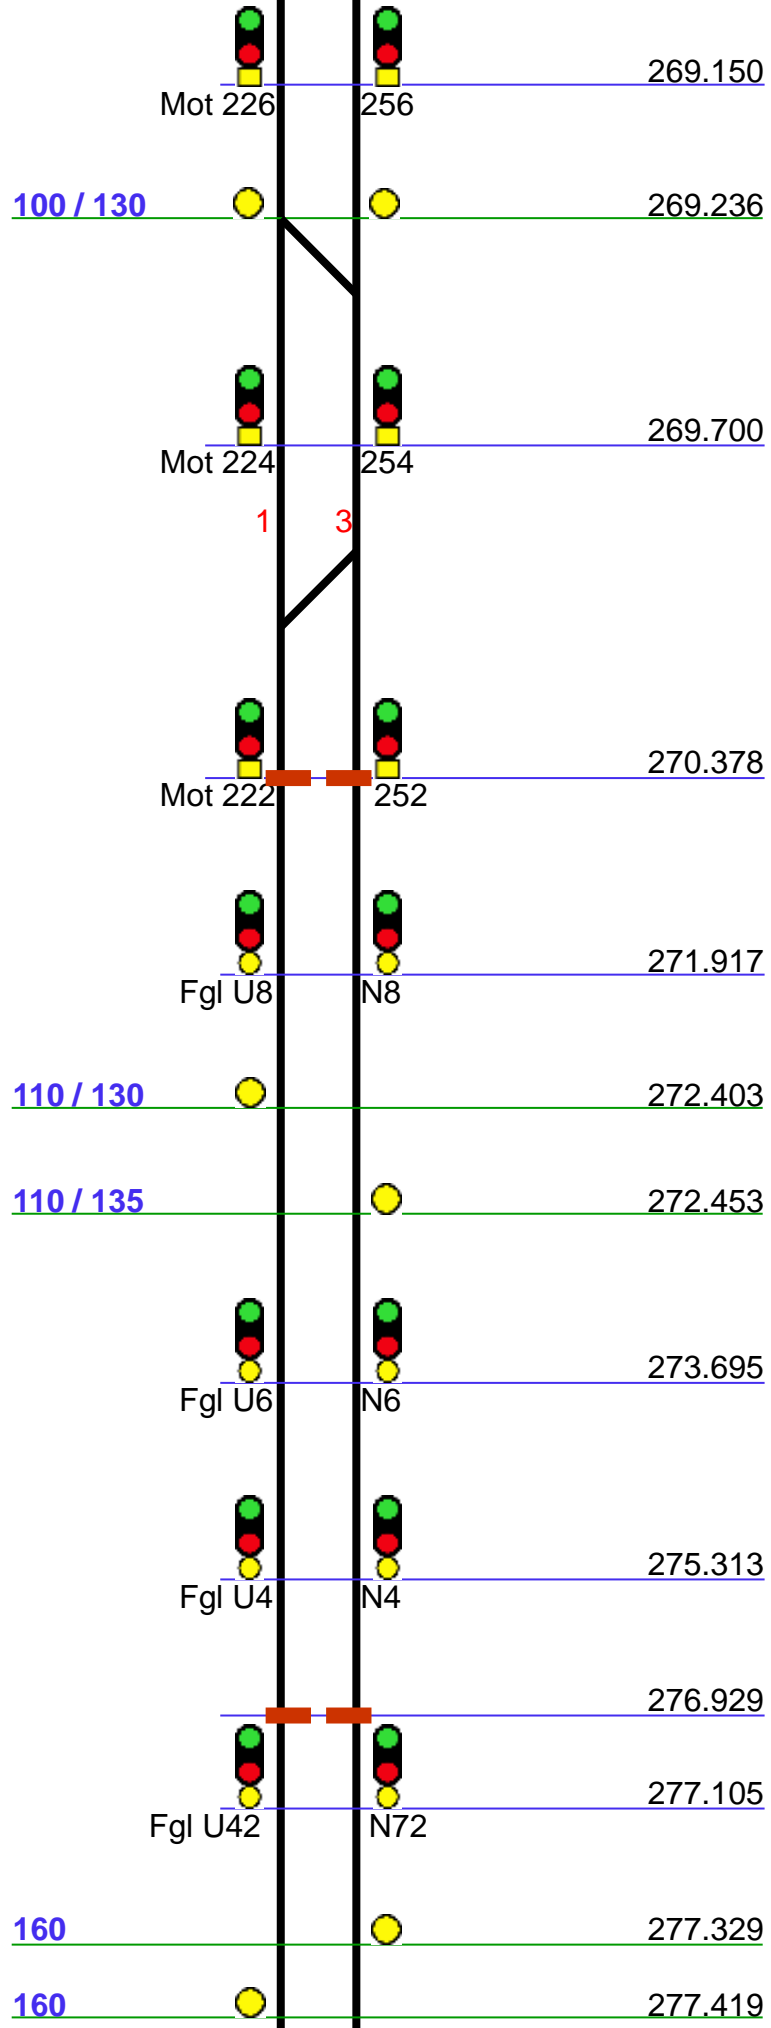 269.150
Mot 226 256
100 / 130 269.236
269.700
Mot 224 254
1 3
270.378
Mot 222 252
271.917
Fgl U8 N8
110 / 130 272.403
110 / 135 272.453
273.695
Fgl U6 N6
275.313
Fgl U4 N4
276.929
277.105
Fgl U42 N72
160 277.329
160 277.419